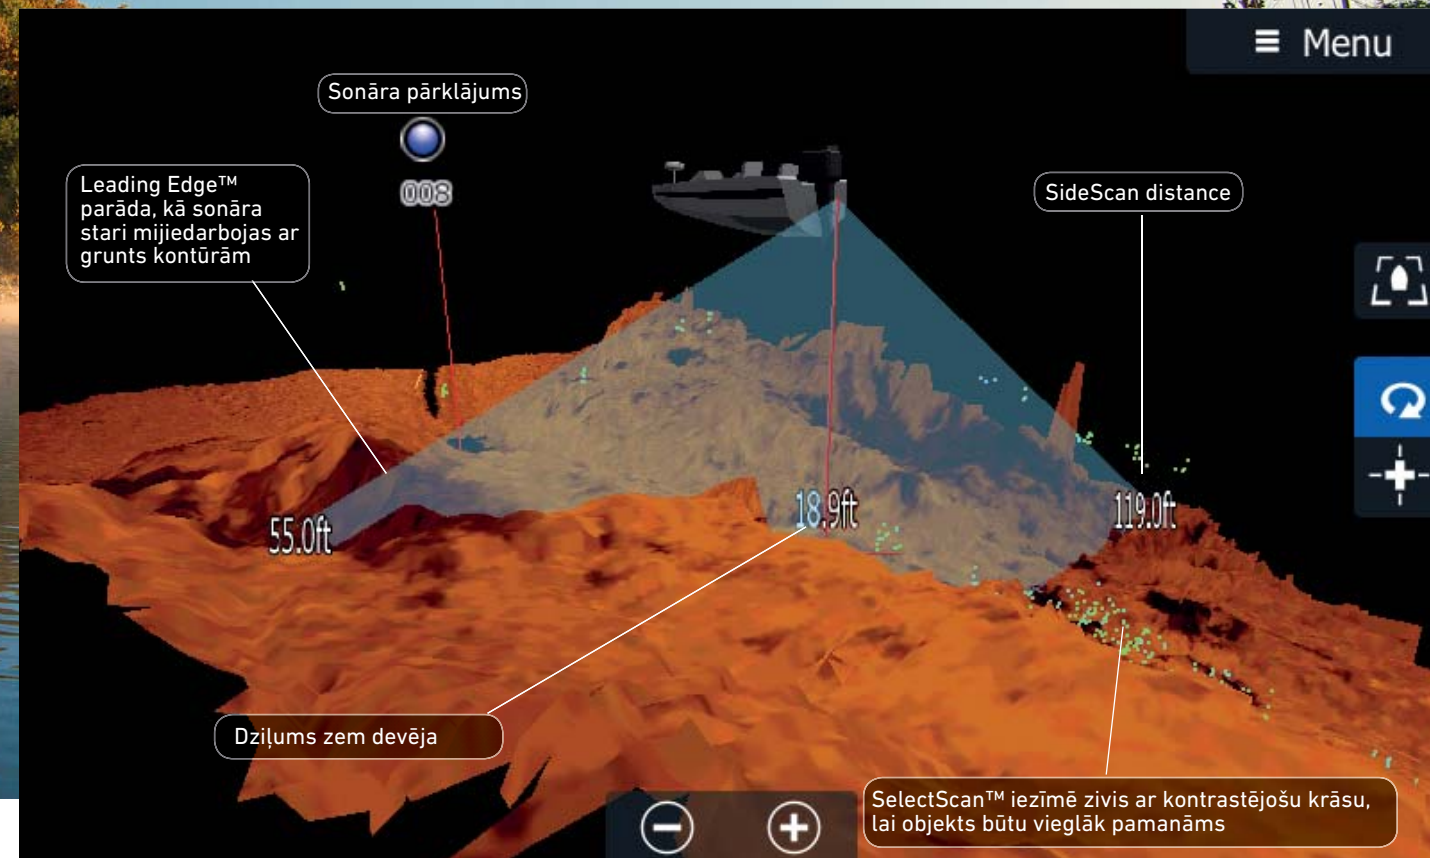 Menu
Sonāra pārklājums
008
Leading Edge™
parāda, kā sonāra
stari mijiedarbojas ar
grunts kontūrām
SideScan distance
55.0ft
18.9ft
119.0ft
Dziļums zem devēja
SelectScan™ iezīmē zivis ar kontrastējošu krāsu,
lai objekts būtu vieglāk pamanāms